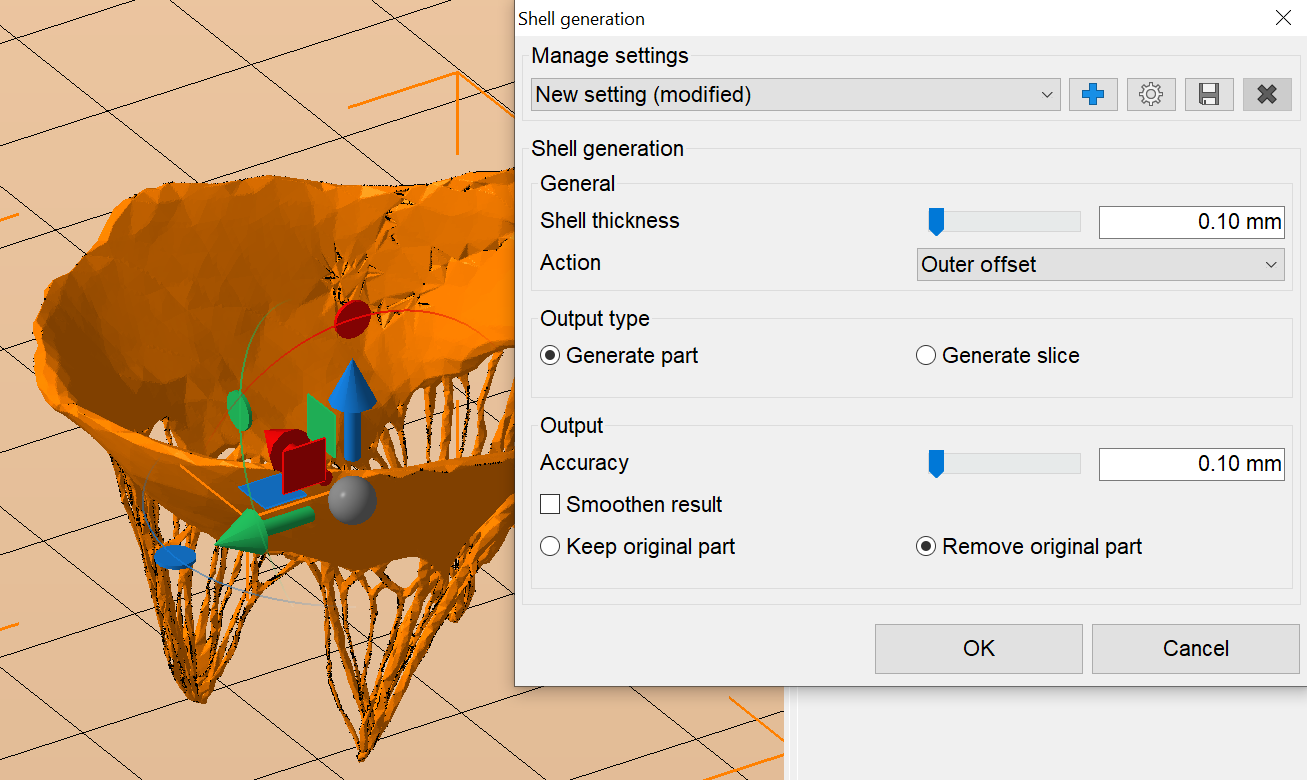 Shell generation
Manage settings
New setting (modified)
Shell generation
General
Shell thickness 0.10 mm
Action Outer offset
Output type
Generate part Generate slice
Output
Accuracy 0.10 mm
Smoothen result
Keep original part Remove original part
OK Cancel